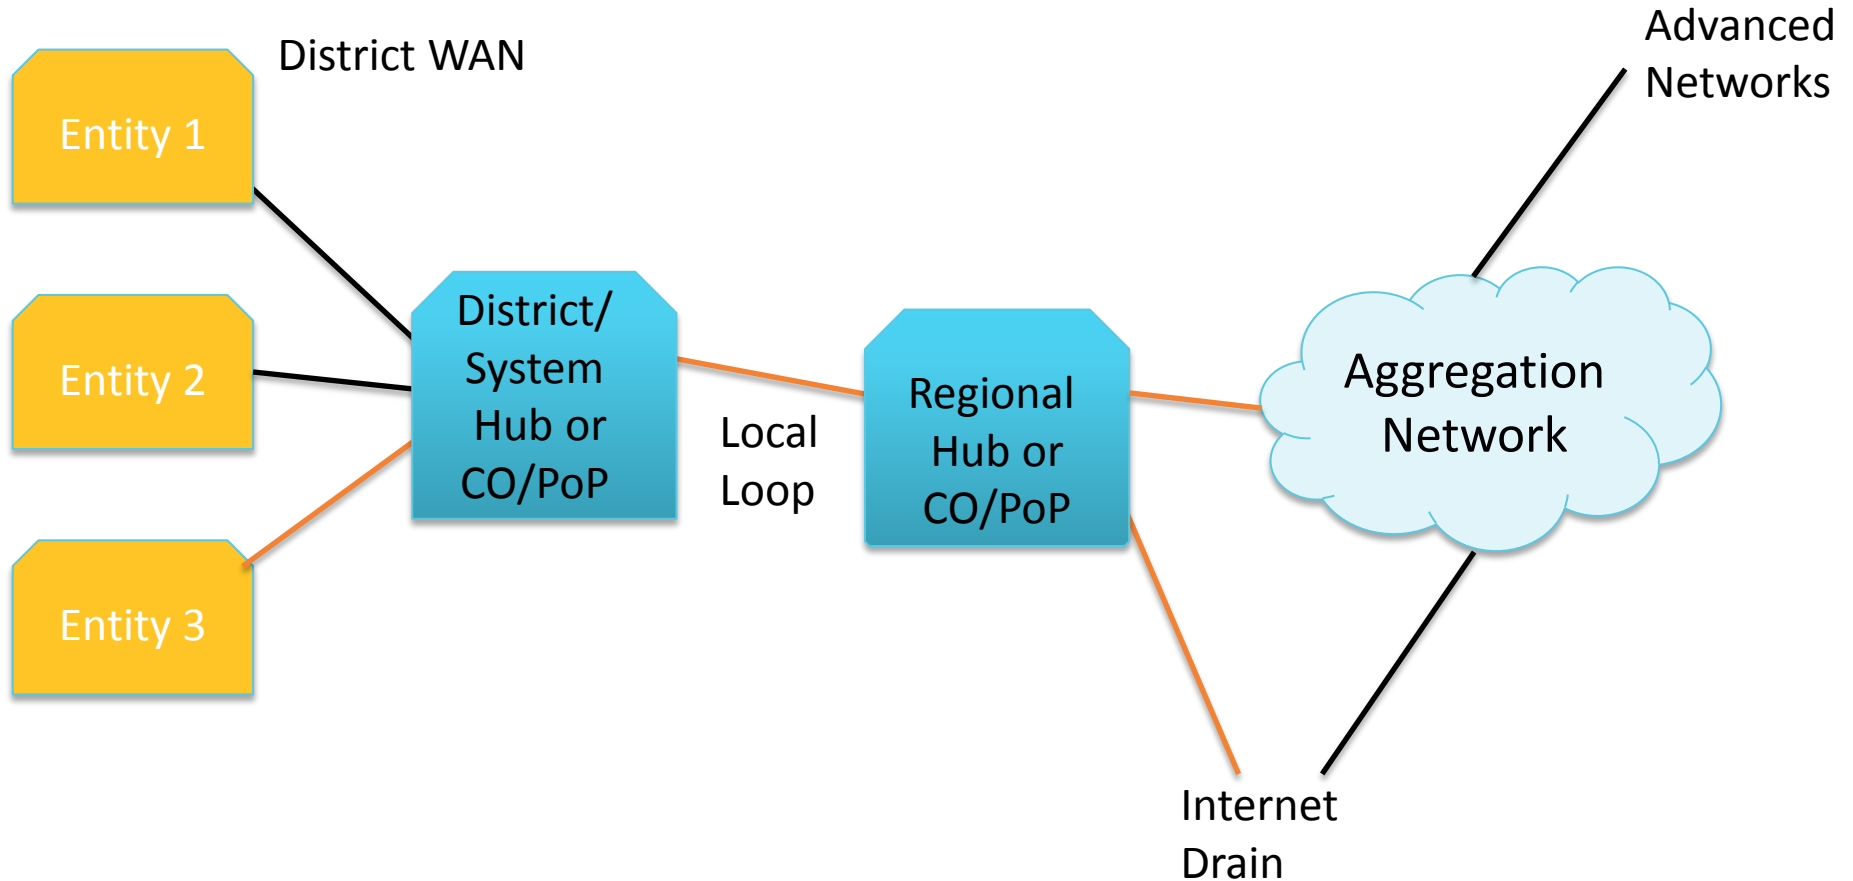 District WAN
Entity 1
Entity 2
Entity 3
District/
System
Hub or
CO/PoP
Local
Loop
Regional
Hub or
CO/PoP
Aggregation
Network
Advanced
Networks
Internet
Drain